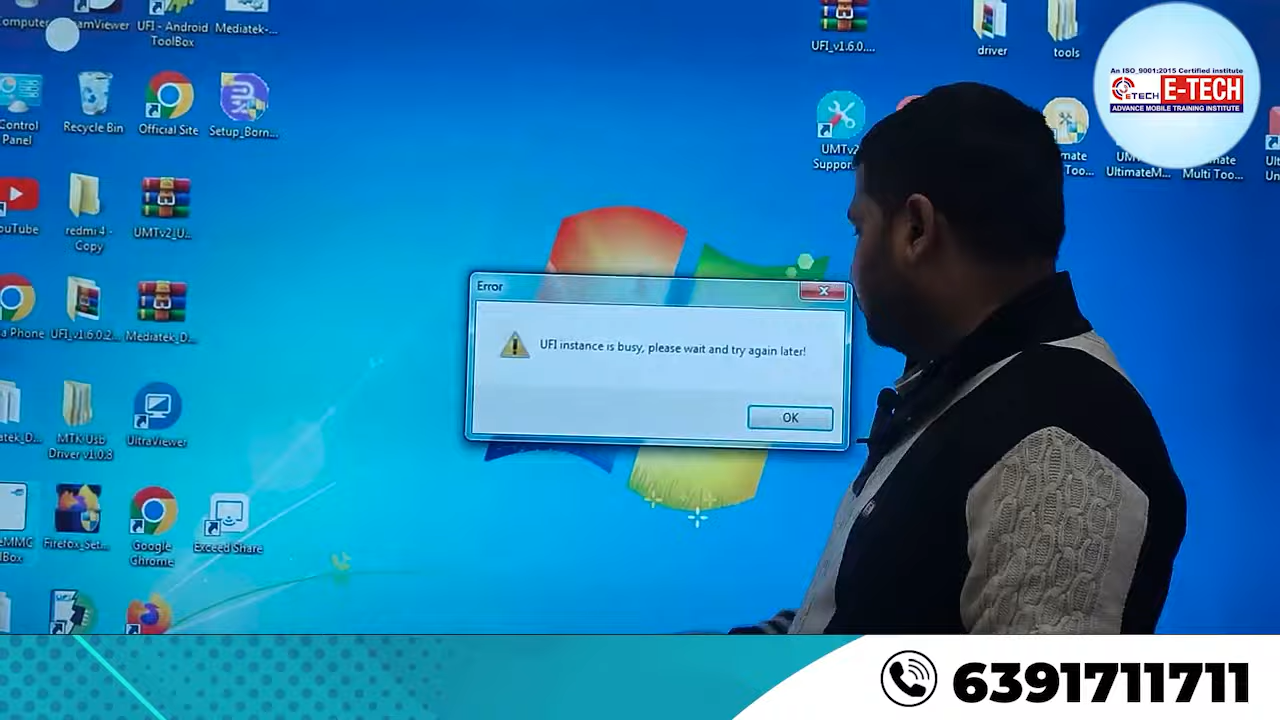 Computer
UFI - Android
ToolBox
Mediatek-...
UFI_v1.6.0....
driver
tools
An ISO_9001:2015 Certified institute
ETECH
E-TECH
ADVANCE MOBILE TRAINING INSTITUTE
Control
Panel
Recycle Bin
Official Site
Setup_Born...
UMTv2
Suppor...
UltimateM...
Multi Too...
redmi 4 -
Copy
UMTv2_U...
UFI_v1.6.0.2...
Mediatek_D...
MTK Usb
Driver v1.0.8
UltraViewer
Firefox_Set...
Google
Chrome
Exceed Share
Error
UFI instance is busy, please wait and try again later!
OK
6391711711